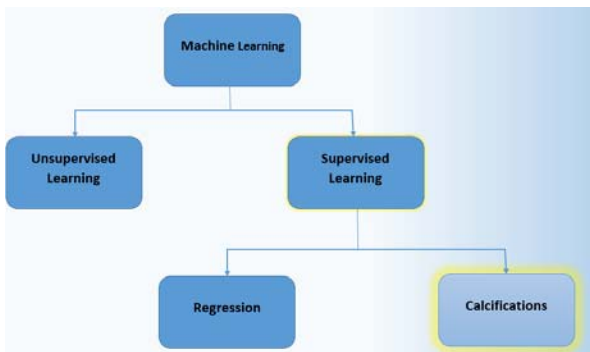 Machine Learning
Unsupervised
Learning
Supervised
Learning
Regression
Calcifications